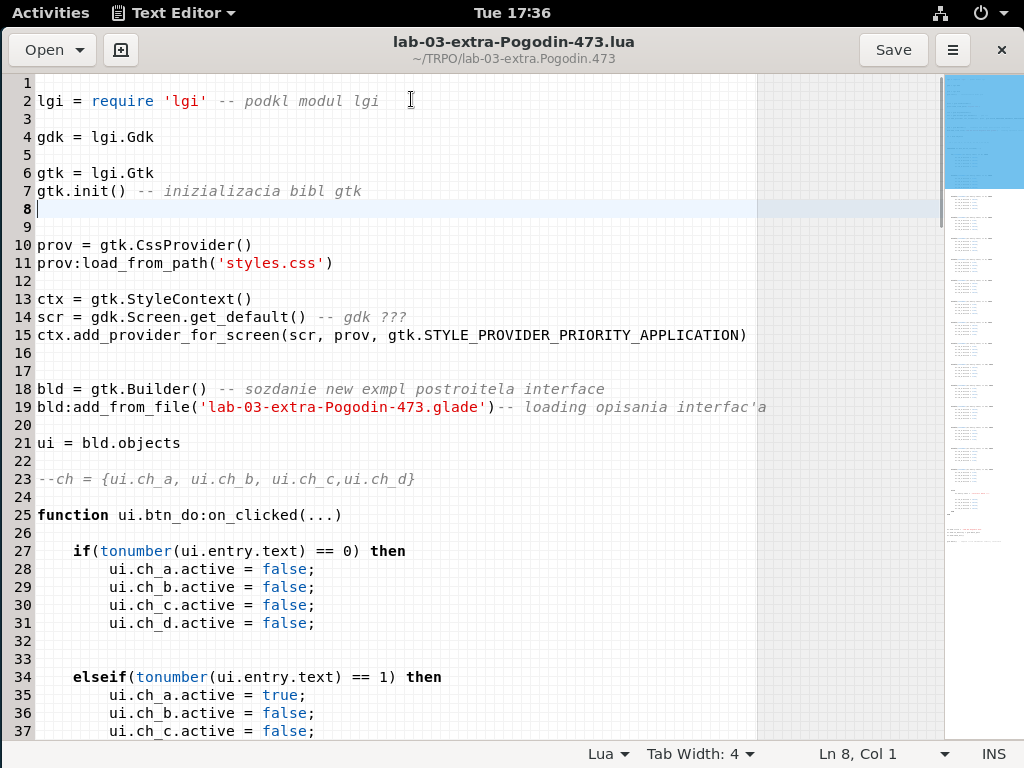 Activities Text Editor Tue 17:36
Open lab-03-extra-Pogodin-473.lua Save
~/TRPO/lab-03-extra.Pogodin.473
1
2 lgi = require 'lgi' -- podkl modul lgi
3
4 gdk = lgi.Gdk
5
6 gtk = lgi.Gtk
7 gtk.init() -- inizializacia bibl gtk
8
9
10 prov = gtk.CssProvider()
11 prov:load_from_path('styles.css')
12
13 ctx = gtk.StyleContext()
14 scr = gdk.Screen.get_default() -- gdk ???
15 ctx.add_provider_for_screen(scr, prov, gtk.STYLE_PROVIDER_PRIORITY_APPLICATION)
16
17
18 bld = gtk.Builder() -- sozdanie new exmpl postroitela interface
19 bld:add_from_file('lab-03-extra-Pogodin-473.glade')-- loading opisania interfac'a
20
21 ui = bld.objects
22
23 --ch = {ui.ch_a, ui.ch_b, ui.ch_c,ui.ch_d}
24
25 function ui.btn_do:on_clicked(...)
26
27     if(tonumber(ui.entry.text) == 0) then
28         ui.ch_a.active = false;
29         ui.ch_b.active = false;
30         ui.ch_c.active = false;
31         ui.ch_d.active = false;
32
33
34     elseif(tonumber(ui.entry.text) == 1) then
35         ui.ch_a.active = true;
36         ui.ch_b.active = false;
37         ui.ch_c.active = false;
Lua Tab Width: 4 Ln 8, Col 1 INS